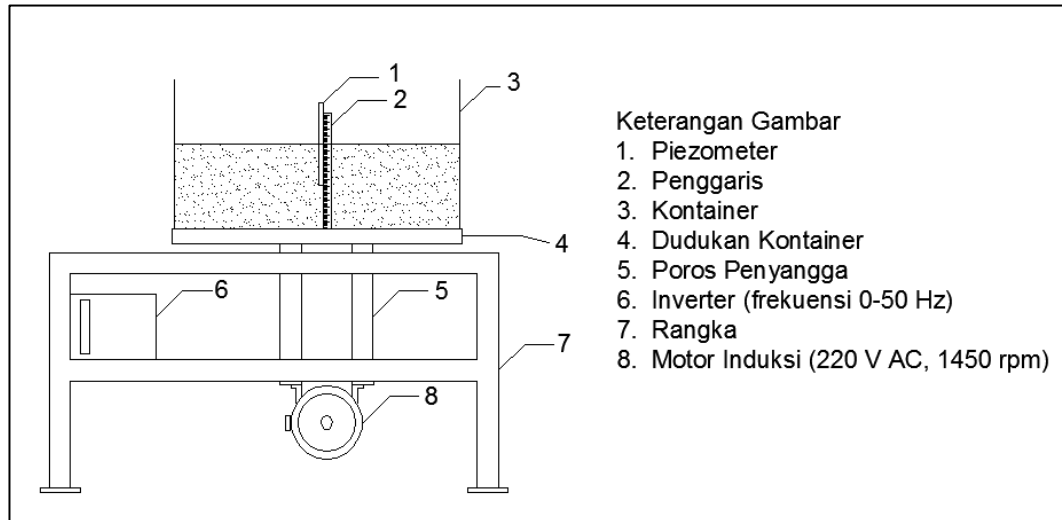 1
2
3
4
5
6
7
8
Keterangan Gambar
1. Piezometer
2. Penggaris
3. Kontainer
4. Dudukan Kontainer
5. Poros Penyangga
6. Inverter (frekuensi 0-50 Hz)
7. Rangka
8. Motor Induksi (220 V AC, 1450 rpm)